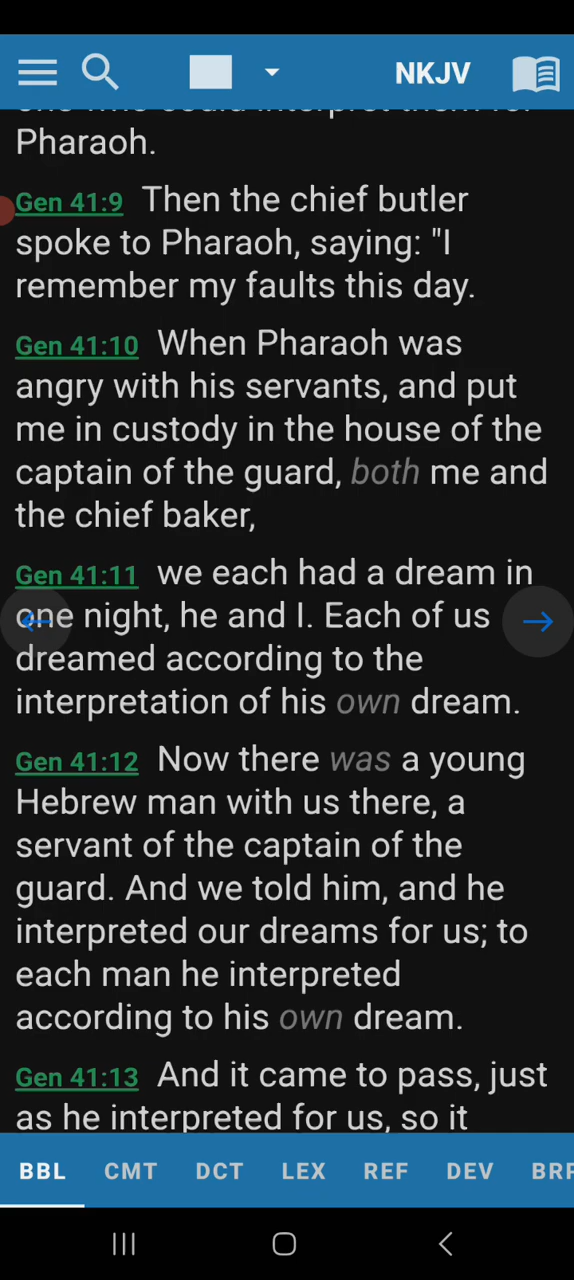 NKJV
Pharaoh.
Gen 41:9 Then the chief butler
spoke to Pharaoh, saying: "I
remember my faults this day.
Gen 41:10 When Pharaoh was
angry with his servants, and put
me in custody in the house of the
captain of the guard, both me and
the chief baker,
Gen 41:11 we each had a dream in
one night, he and I. Each of us
dreamed according to the
interpretation of his own dream.
Gen 41:12 Now there was a young
Hebrew man with us there, a
servant of the captain of the
guard. And we told him, and he
interpreted our dreams for us; to
each man he interpreted
according to his own dream.
Gen 41:13 And it came to pass, just
as he interpreted for us, so it
BBL CMT DCT LEX REF DEV BRP